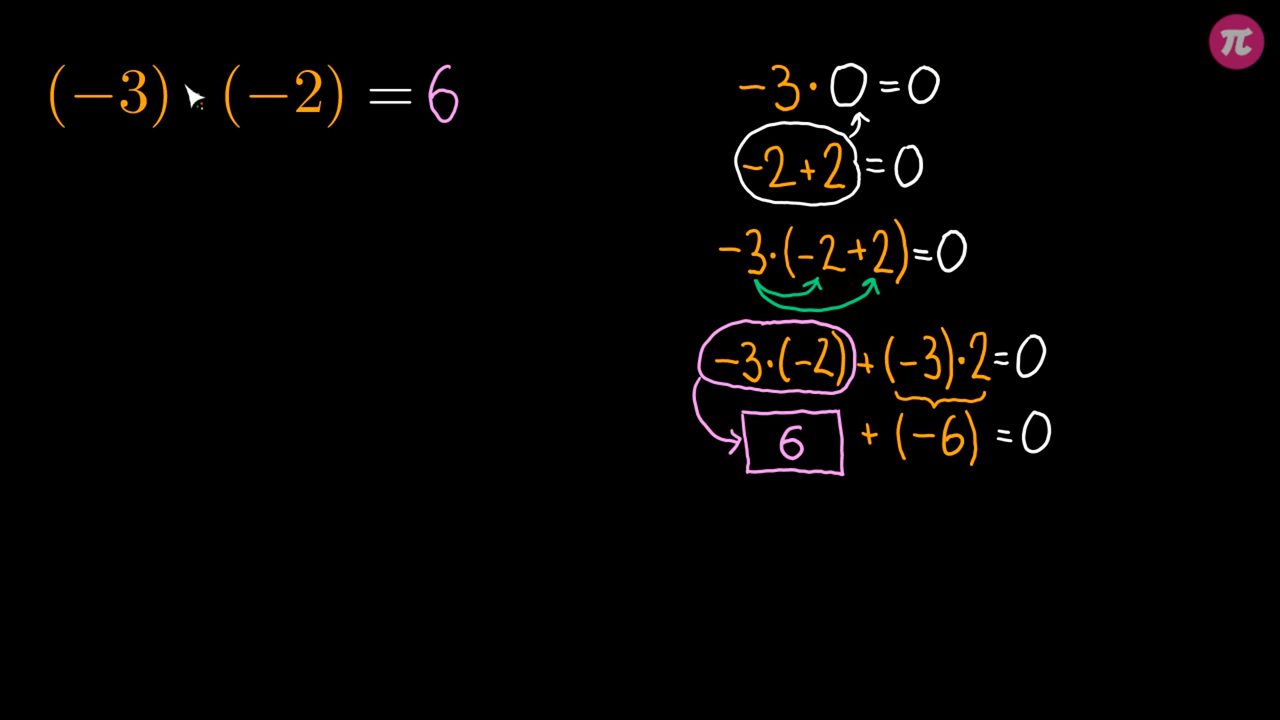 (−3) · (−2) = 6
π
−3 · 0 = 0
−2 + 2 = 0
−3 · (−2 + 2) = 0
−3 · (−2) + (−3) · 2 = 0
6 + (−6) = 0